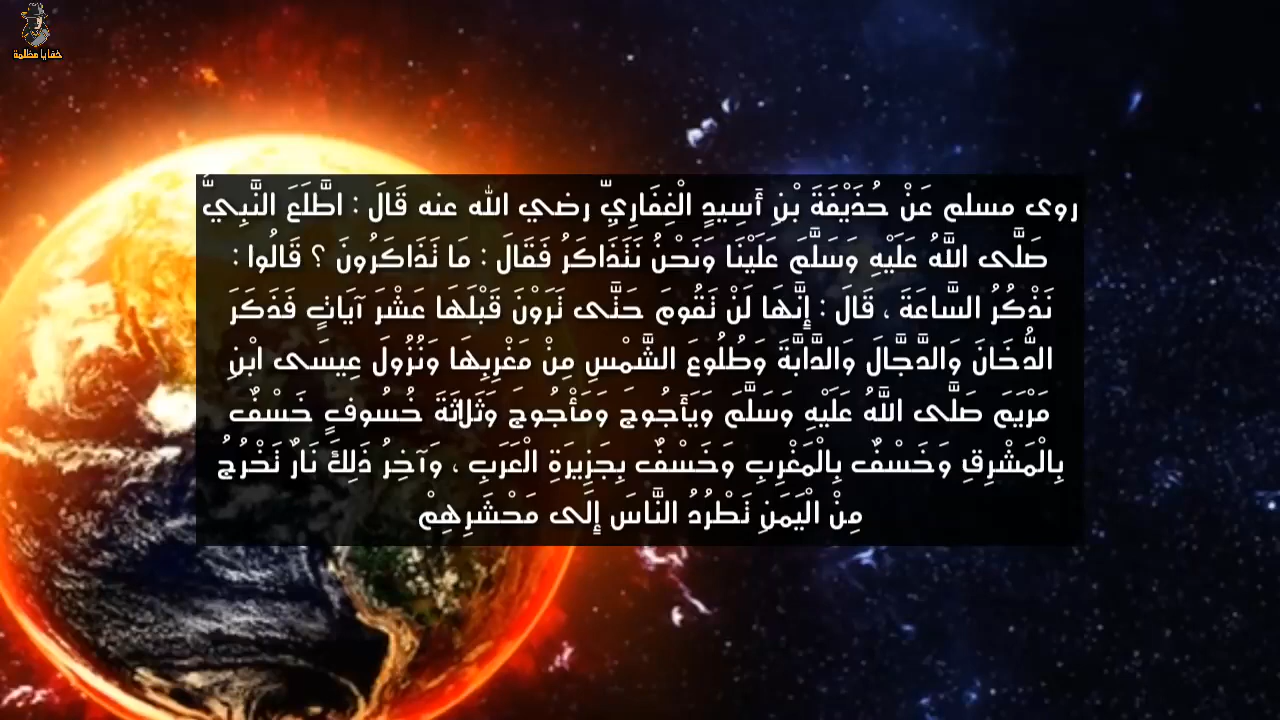 خفايا مظلمة
روى مسلم عَنْ حُذَيْفَةَ بْنِ أَسِيدٍ الْغِفَارِيِّ رضي الله عنه قَالَ : اطَّلَعَ النَّبِيُّ
صَلَّى اللَّهُ عَلَيْهِ وَسَلَّمَ عَلَيْنَا وَنَحْنُ نَتَذَاكَرُ فَقَالَ : مَا تَذَاكَرُونَ ؟ قَالُوا :
نَذْكُرُ السَّاعَةَ ، قَالَ : إِنَّهَا لَنْ تَقُومَ حَتَّى تَرَوْنَ قَبْلَهَا عَشْرَ آيَاتٍ فَذَكَرَ
الدُّخَانَ وَالدَّجَّالَ وَالدَّابَّةَ وَطُلُوعَ الشَّمْسِ مِنْ مَغْرِبِهَا وَنُزُولَ عِيسَى ابْنِ
مَرْيَمَ صَلَّى اللَّهُ عَلَيْهِ وَسَلَّمَ وَيَأَجُوجَ وَمَأْجُوجَ وَثَلَاثَةَ خُسُوفٍ خَسْفٌ
بِالْمَشْرِقِ وَخَسْفٌ بِالْمَغْرِبِ وَخَسْفٌ بِجَزِيرَةِ الْعَرَبِ ، وَآخِرُ ذَلِكَ نَارٌ تَخْرُجُ
مِنْ الْيَمَنِ تَطْرُدُ النَّاسَ إِلَى مَحْشَرِهِمْ